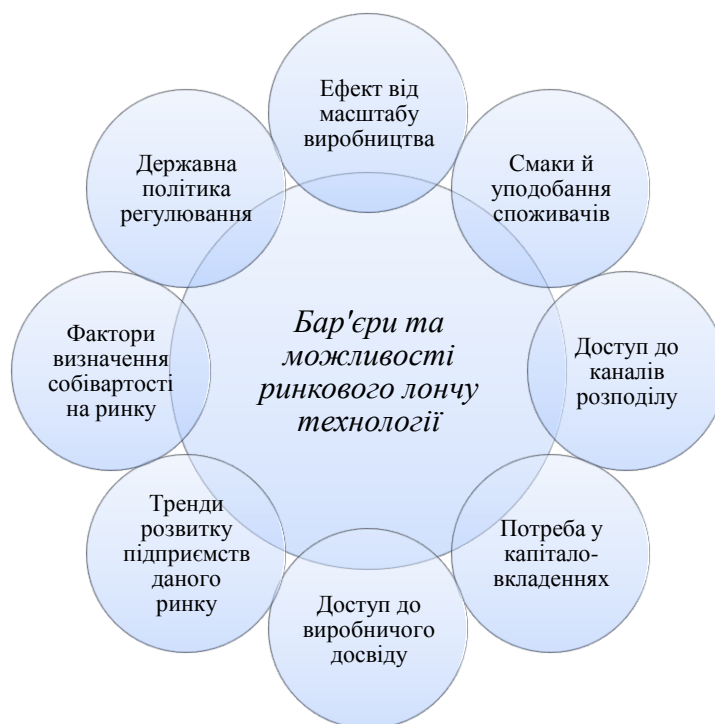 Ефект від
масштабу
виробництва
Смаки й
уподобання
споживачів
Доступ до
каналів
розподілу
Потреба у
капітало-
вкладеннях
Доступ до
виробничого
досвіду
Тренди
розвитку
підприємств
даного
ринку
Фактори
визначення
собівартості
на ринку
Державна
політика
регулювання
Бар'єри та
можливості
ринкового лончу
технології